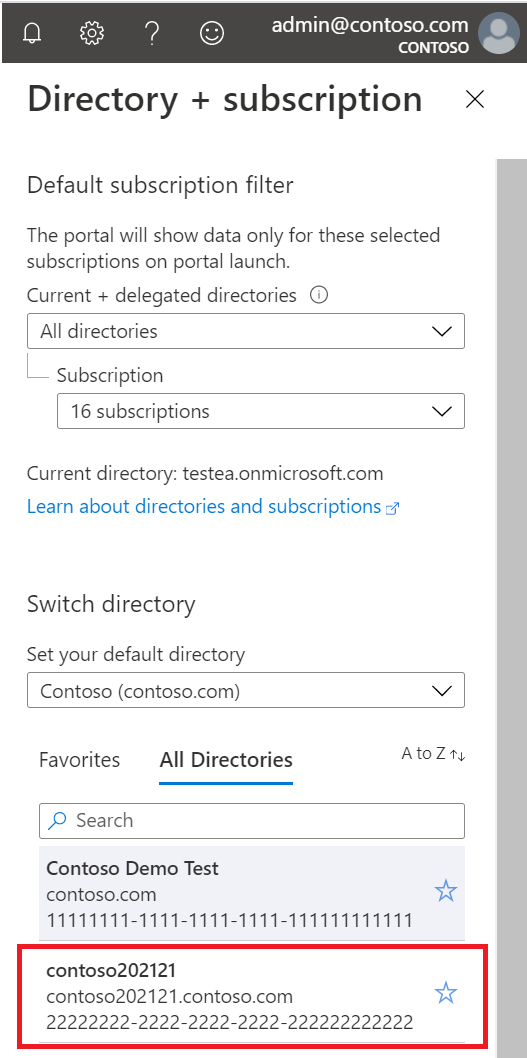 admin@contoso.com
CONTOSO
Directory + subscription
Default subscription filter
The portal will show data only for these selected
subscriptions on portal launch.
Current + delegated directories
All directories
Subscription
16 subscriptions
Current directory: testea.onmicrosoft.com
Learn about directories and subscriptions
Switch directory
Set your default directory
Contoso (contoso.com)
Favorites All Directories A to Z ↑↓
Search
Contoso Demo Test
contoso.com
11111111-1111-1111-1111-111111111111
contoso202121
contoso202121.contoso.com
22222222-2222-2222-2222-222222222222